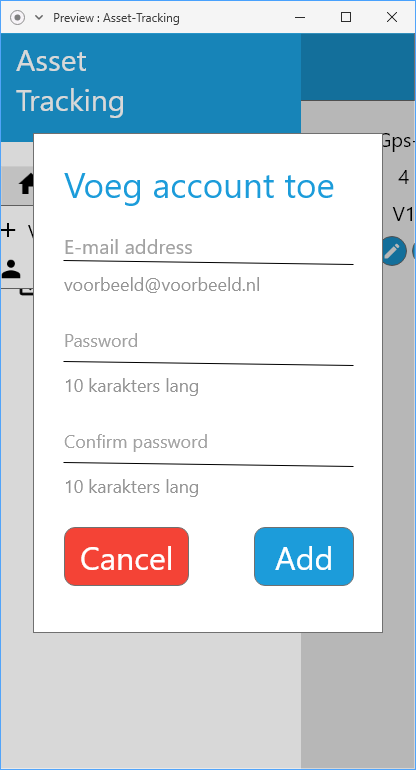 Preview : Asset-Tracking
Asset
Tracking
Gps-
4
V1
Voeg account toe
E-mail address
voorbeeld@voorbeeld.nl
Password
10 karakters lang
Confirm password
10 karakters lang
Cancel
Add